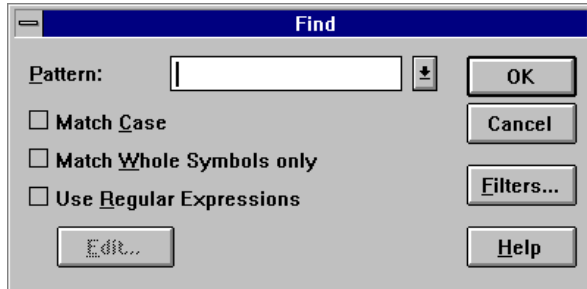 Find
Pattern:
OK
Match Case
Cancel
Match Whole Symbols only
Use Regular Expressions
Filters...
Edit...
Help